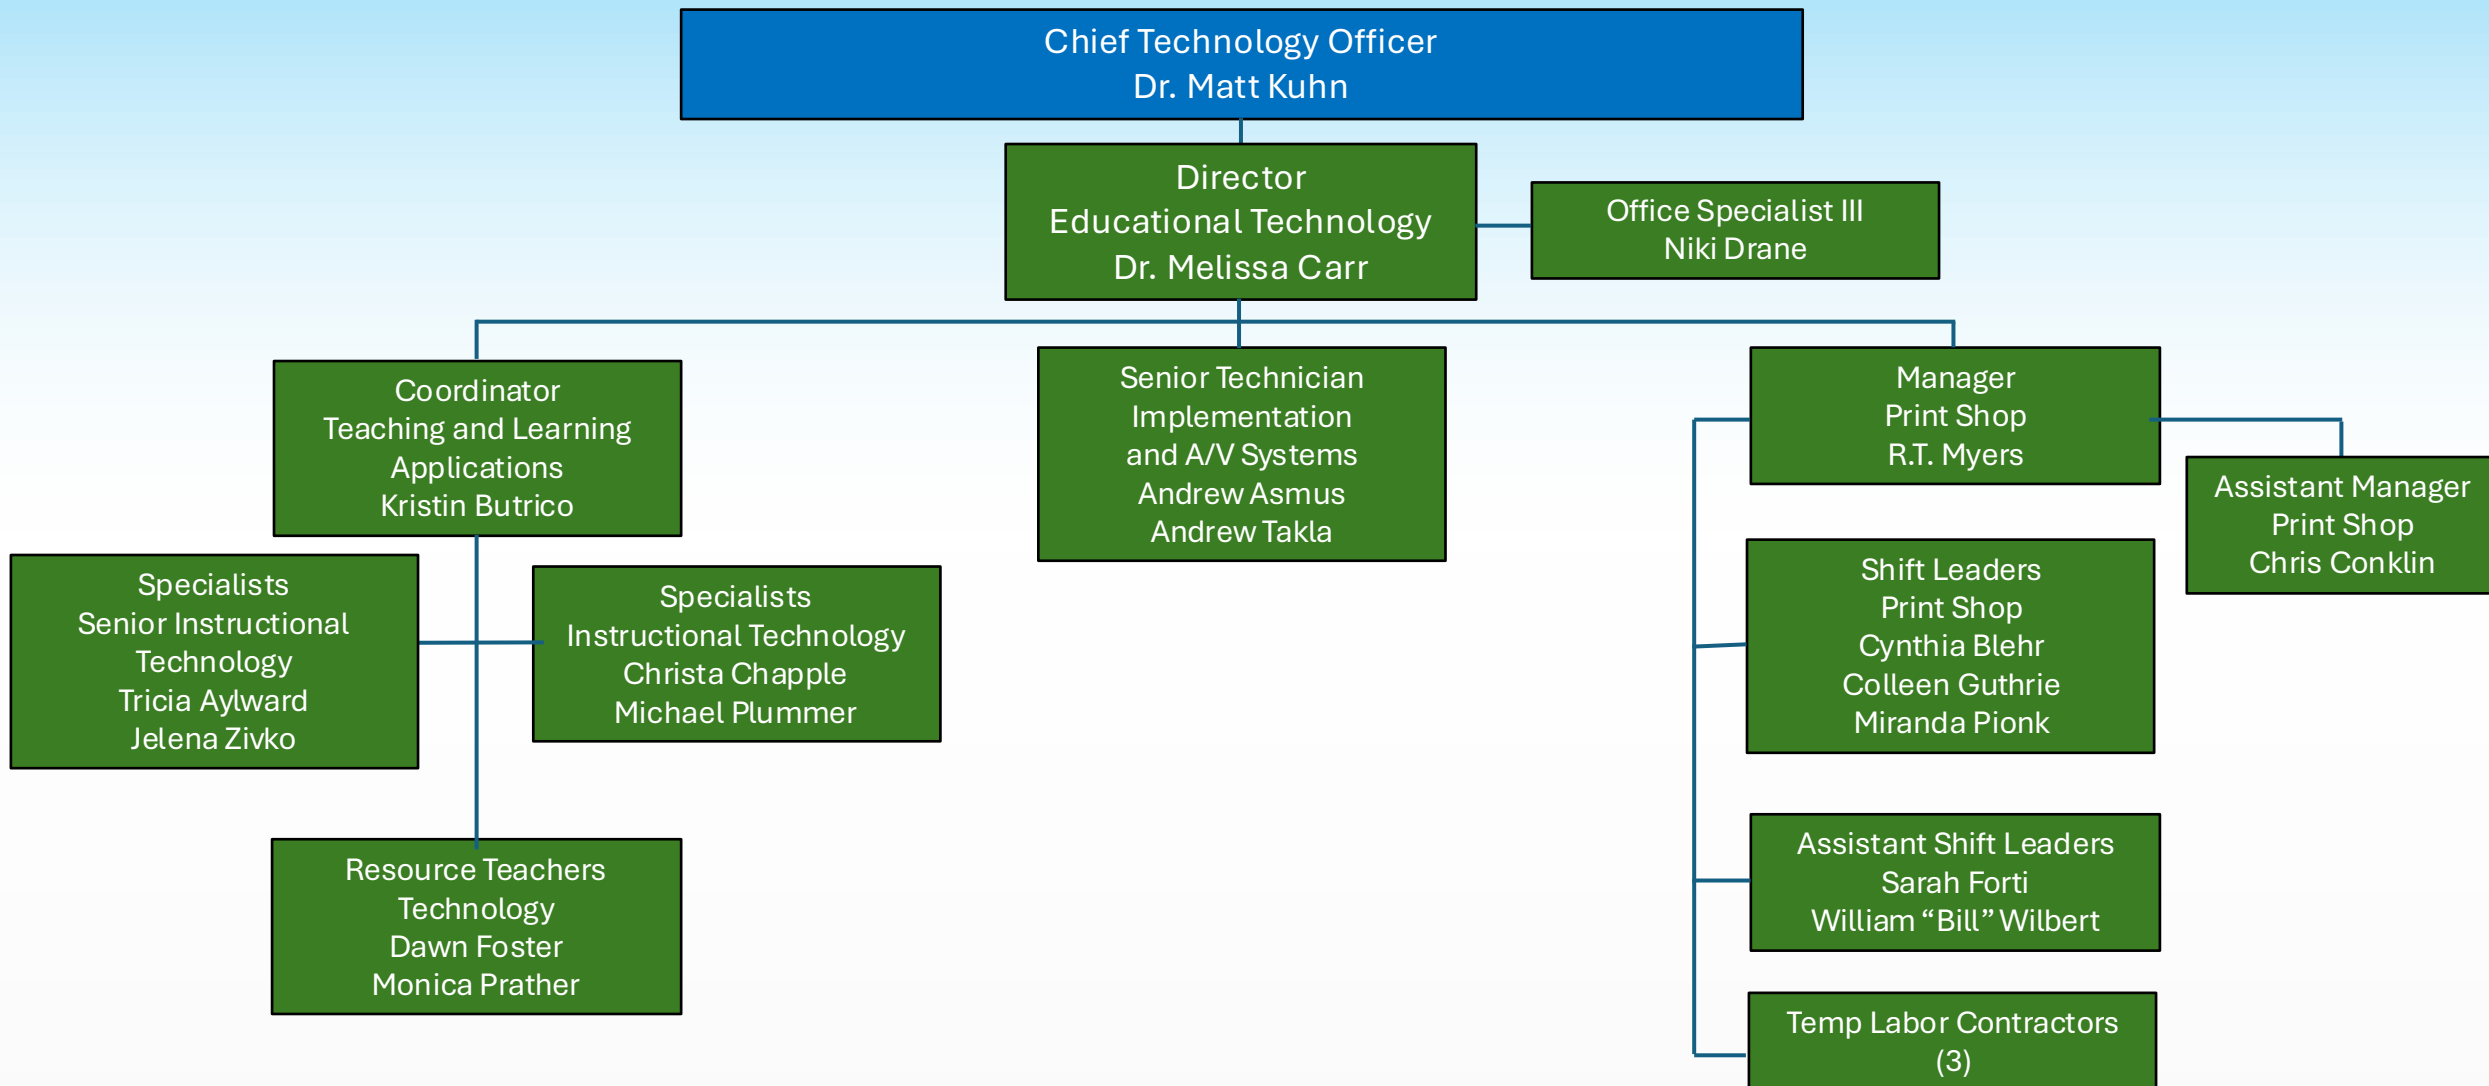 Chief Technology Officer
Dr. Matt Kuhn
Director
Educational Technology
Dr. Melissa Carr
Office Specialist III
Niki Drane
Coordinator
Teaching and Learning
Applications
Kristin Butrico
Senior Technician
Implementation
and A/V Systems
Andrew Asmus
Andrew Takla
Manager
Print Shop
R.T. Myers
Assistant Manager
Print Shop
Chris Conklin
Specialists
Senior Instructional
Technology
Tricia Aylward
Jelena Zivko
Specialists
Instructional Technology
Christa Chapple
Michael Plummer
Shift Leaders
Print Shop
Cynthia Blehr
Colleen Guthrie
Miranda Pionk
Resource Teachers
Technology
Dawn Foster
Monica Prather
Assistant Shift Leaders
Sarah Forti
William “Bill” Wilbert
Temp Labor Contractors
(3)